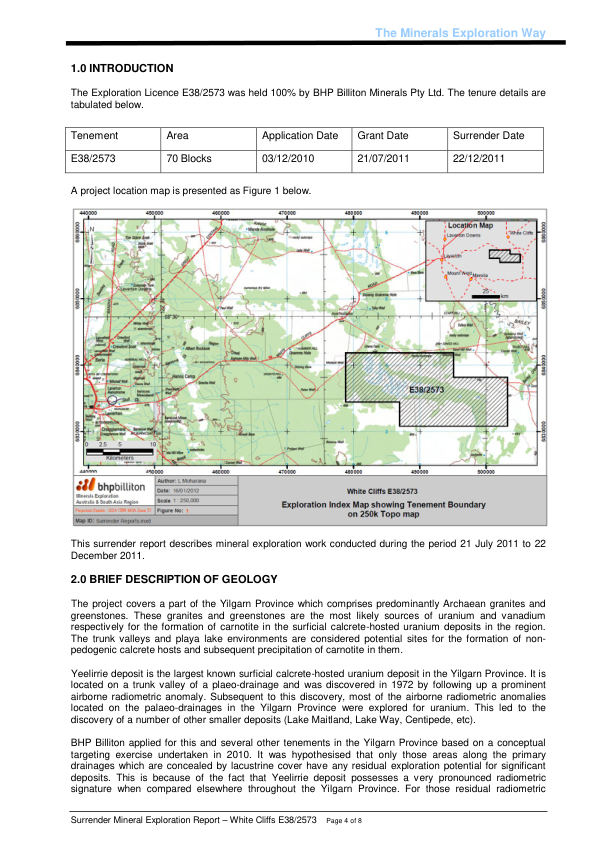 The Minerals Exploration Way
1.0 INTRODUCTION
The Exploration Licence E38/2573 was held 100% by BHP Billiton Minerals Pty Ltd. The tenure details are
tabulated below.
Tenement Area Application Date Grant Date Surrender Date
E38/2573 70 Blocks 03/12/2010 21/07/2011 22/12/2011
A project location map is presented as Figure 1 below.
440000 450000 460000 470000 480000 490000 500000
N
Location Map
White Cliffs
Laverton Downs
Laverton
Mount Weld
25
km
E38/2573
0 2.5 5 10
Kilometers
440000 450000 460000 470000 480000 490000 500000
bhpbilliton
Minerals Exploration
Australia & South Asia Region
Author: L Moharana
Date: 16/01/2012
Scale 1 : 250,000
Figure No: 1
Map ID: Surrender Reports.mxd
White Cliffs E38/2573
Exploration Index Map showing Tenement Boundary
on 250k Topo map
This surrender report describes mineral exploration work conducted during the period 21 July 2011 to 22
December 2011.
2.0 BRIEF DESCRIPTION OF GEOLOGY
The project covers a part of the Yilgarn Province which comprises predominantly Archaean granites and
greenstones. These granites and greenstones are the most likely sources of uranium and vanadium
respectively for the formation of carnotite in the surficial calcrete-hosted uranium deposits in the region.
The trunk valleys and playa lake environments are considered potential sites for the formation of non-
pedogenic calcrete hosts and subsequent precipitation of carnotite in them.
Yeelirrie deposit is the largest known surficial calcrete-hosted uranium deposit in the Yilgarn Province. It is
located on a trunk valley of a plaeo-drainage and was discovered in 1972 by following up a prominent
airborne radiometric anomaly. Subsequent to this discovery, most of the airborne radiometric anomalies
located on the palaeo-drainages in the Yilgarn Province were explored for uranium. This led to the
discovery of a number of other smaller deposits (Lake Maitland, Lake Way, Centipede, etc).
BHP Billiton applied for this and several other tenements in the Yilgarn Province based on a conceptual
targeting exercise undertaken in 2010. It was hypothesised that only those areas along the primary
drainages which are concealed by lacustrine cover have any residual exploration potential for significant
deposits. This is because of the fact that Yeelirrie deposit possesses a very pronounced radiometric
signature when compared elsewhere throughout the Yilgarn Province. For those residual radiometric
Surrender Mineral Exploration Report – White Cliffs E38/2573 Page 4 of 8